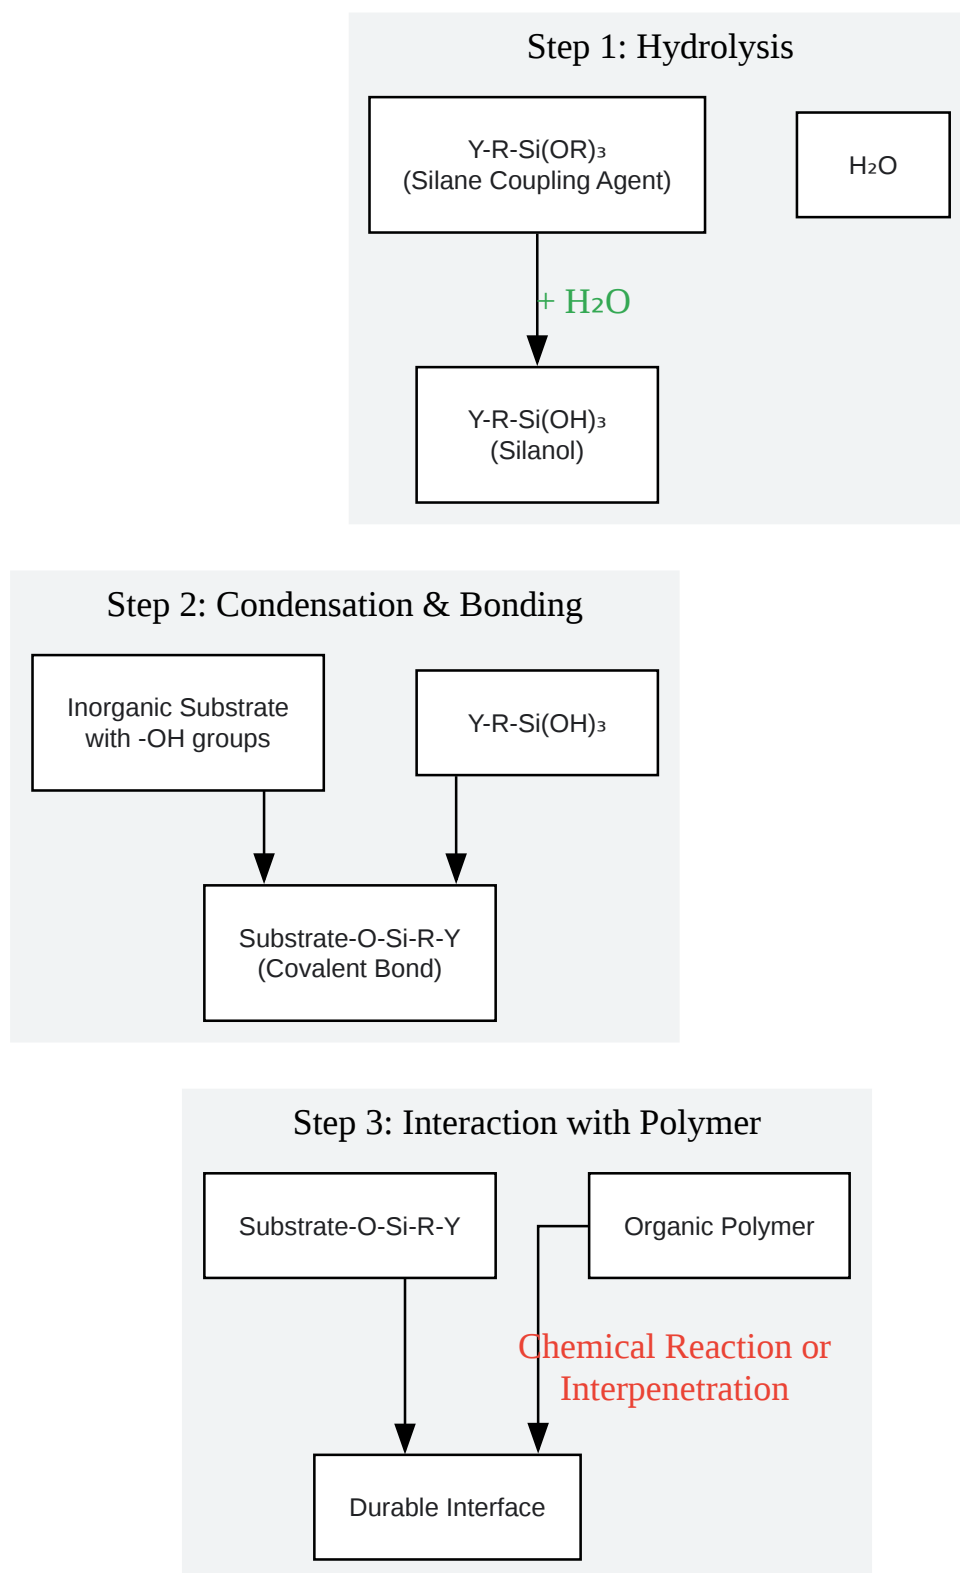 Step 1: Hydrolysis
Y-R-Si(OR)₃
(Silane Coupling Agent)
H₂O
+ H₂O
Y-R-Si(OH)₃
(Silanol)
Step 2: Condensation & Bonding
Inorganic Substrate
with -OH groups
Y-R-Si(OH)₃
Substrate-O-Si-R-Y
(Covalent Bond)
Step 3: Interaction with Polymer
Substrate-O-Si-R-Y
Organic Polymer
Chemical Reaction or
Interpenetration
Durable Interface